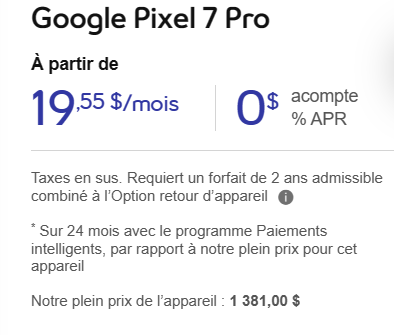 Google Pixel 7 Pro
À partir de
19,55 $/mois
0$ acompte
% APR
Taxes en sus. Requiert un forfait de 2 ans admissible
combiné à l’Option retour d’appareil
* Sur 24 mois avec le programme Paiements
intelligents, par rapport à notre plein prix pour cet
appareil
Notre plein prix de l’appareil : 1 381,00 $